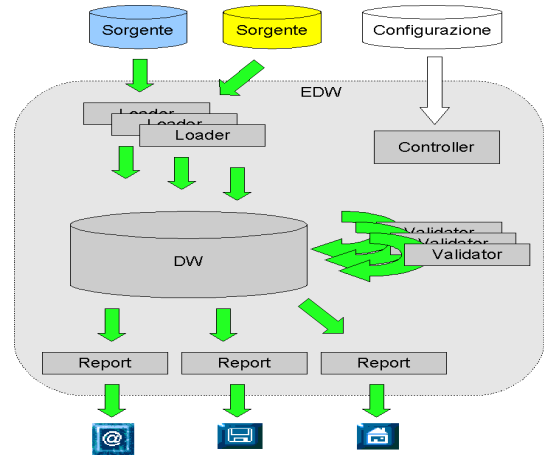 Sorgente
Sorgente
Configurazione
EDW
Loader
Loader
Loader
Controller
Validator
Validator
Validator
DW
Report
Report
Report
@